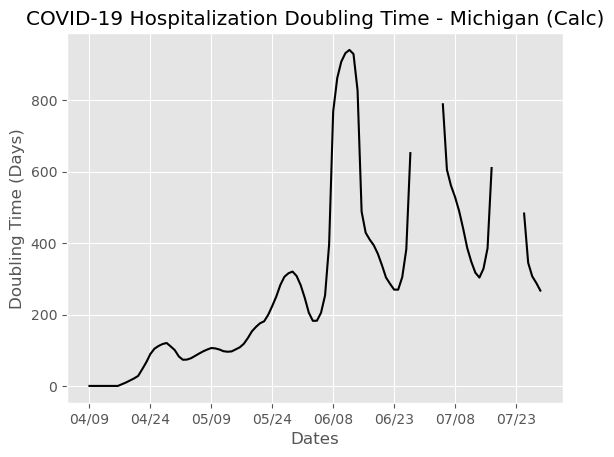 COVID-19 Hospitalization Doubling Time - Michigan (Calc)
Doubling Time (Days)
800
600
400
200
0
04/09 04/24 05/09 05/24 06/08 06/23 07/08 07/23
Dates